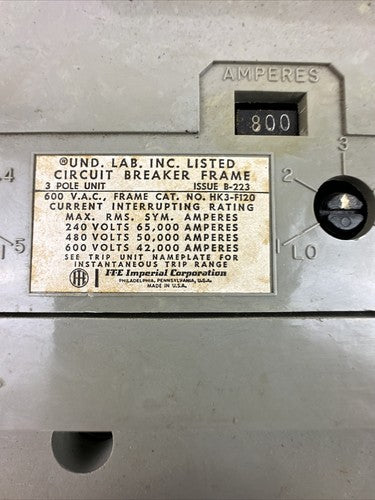 AMPERES
800
®UND. LAB. INC. LISTED
CIRCUIT BREAKER FRAME
3 POLE UNIT ISSUE B-223
600 V.A.C., FRAME CAT. NO. HK3-F120
CURRENT INTERRUPTING RATING
MAX. RMS. SYM. AMPERES
240 VOLTS 65,000 AMPERES
480 VOLTS 50,000 AMPERES
600 VOLTS 42,000 AMPERES
SEE TRIP UNIT NAMEPLATE FOR
INSTANTANEOUS TRIP RANGE
ITE Imperial Corporation
PHILADELPHIA, PENNSYLVANIA, U.S.A.
MADE IN U.S.A.
4
5
3
2
1 LO